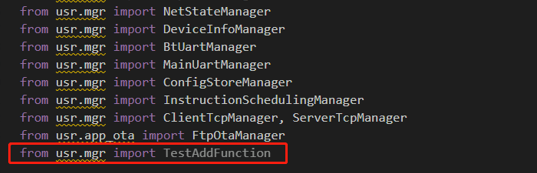 from usr.mgr import NetStateManager
from usr.mgr import DeviceInfoManager
from usr.mgr import BtUartManager
from usr.mgr import MainUartManager
from usr.mgr import ConfigStoreManager
from usr.mgr import InstructionSchedulingManager
from usr.mgr import ClientTcpManager, ServerTcpManager
from usr.app_ota import FtpOtaManager
from usr.mgr import TestAddFunction